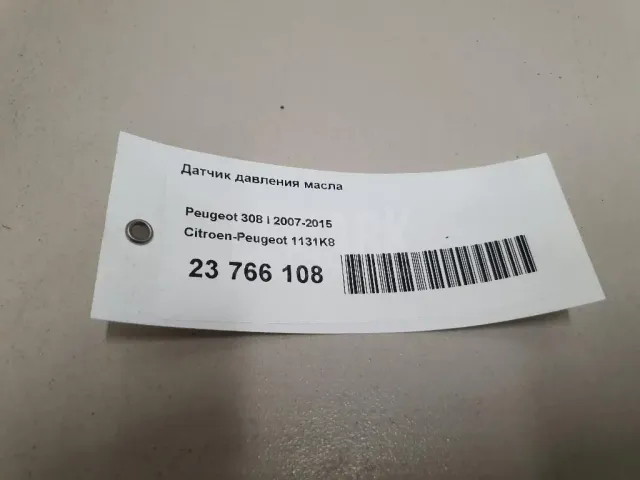 Датчик давления масла
Peugeot 308 I 2007-2015
Citroen-Peugeot 1131K8
23 766 108